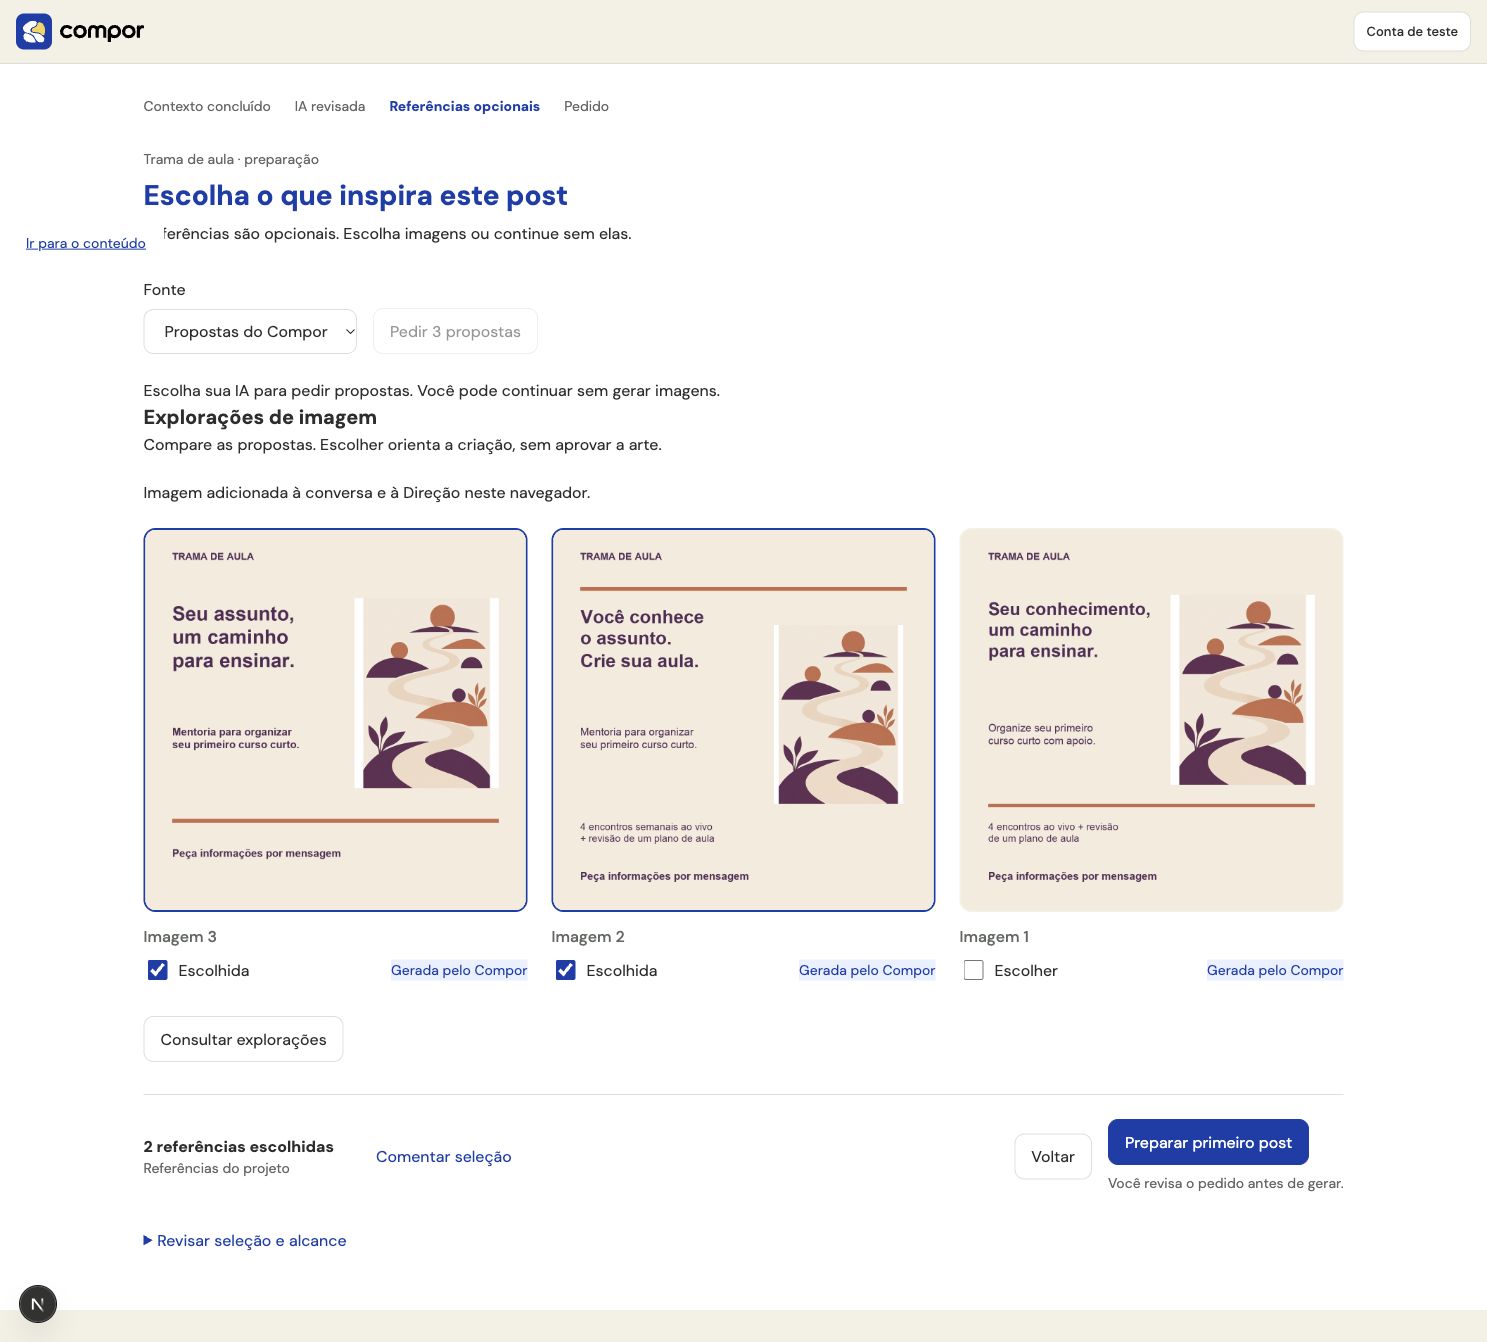 compor
Conta de teste
Contexto concluído
IA revisada
Referências opcionais
Pedido
Trama de aula · preparação
Escolha o que inspira este post
Ir para o conteúdo
ferências são opcionais. Escolha imagens ou continue sem elas.
Fonte
Propostas do Compor
Pedir 3 propostas
Escolha sua IA para pedir propostas. Você pode continuar sem gerar imagens.
Explorações de imagem
Compare as propostas. Escolher orienta a criação, sem aprovar a arte.
Imagem adicionada à conversa e à Direção neste navegador.
TRAMA DE AULA
Seu assunto,
um caminho
para ensinar.
Mentoria para organizar
seu primeiro curso curto.
Peça informações por mensagem
TRAMA DE AULA
Você conhece
o assunto.
Crie sua aula.
Mentoria para organizar
seu primeiro curso curto.
4 encontros semanais ao vivo
+ revisão de um plano de aula
Peça informações por mensagem
TRAMA DE AULA
Seu conhecimento,
um caminho
para ensinar.
Organize seu primeiro
curso curto com apoio.
4 encontros ao vivo + revisão
de um plano de aula
Peça informações por mensagem
Imagem 3
Escolhida
Gerada pelo Compor
Imagem 2
Escolhida
Gerada pelo Compor
Imagem 1
Escolher
Gerada pelo Compor
Consultar explorações
2 referências escolhidas
Referências do projeto
Comentar seleção
Voltar
Preparar primeiro post
Você revisa o pedido antes de gerar.
Revisar seleção e alcance
N